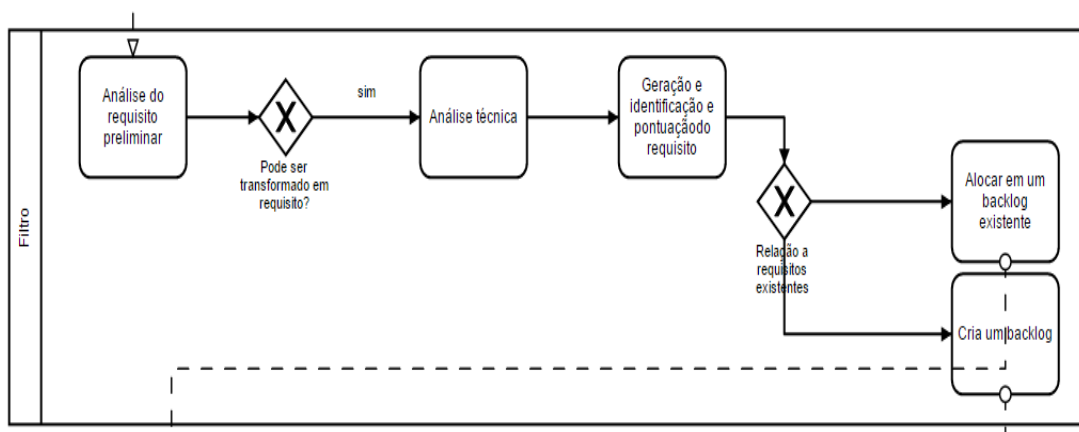 Filtro
Análise do
requisito
preliminar
Pode ser
transformado em
requisito?
sim
Análise técnica
Geração e
identificação e
pontuaçãodo
requisito
Relação a
requisitos
existentes
Alocar em um
backlog
existente
Cria um backlog